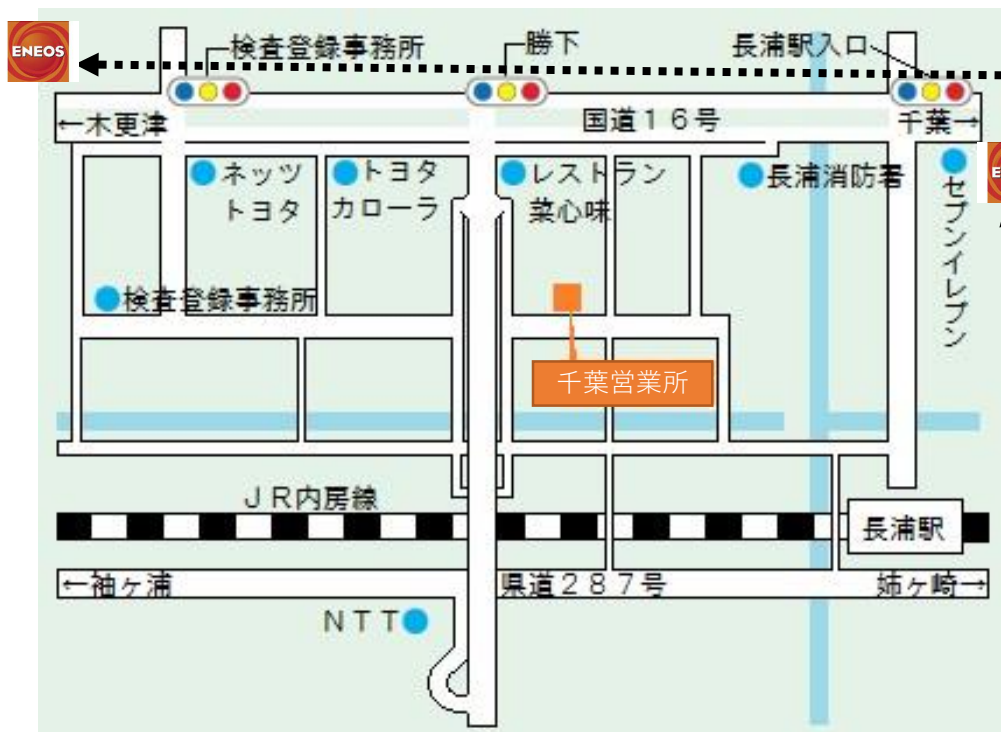 ENEOS
検査登録事務所
勝下
長浦駅入口
←木更津
国道16号
千葉→
ネッツ
トヨタ
トヨタ
カローラ
レストラン
菜心味
長浦消防署
セブンイレブン
検査登録事務所
千葉営業所
JR内房線
長浦駅
←袖ヶ浦
県道287号
姉ヶ崎→
NTT